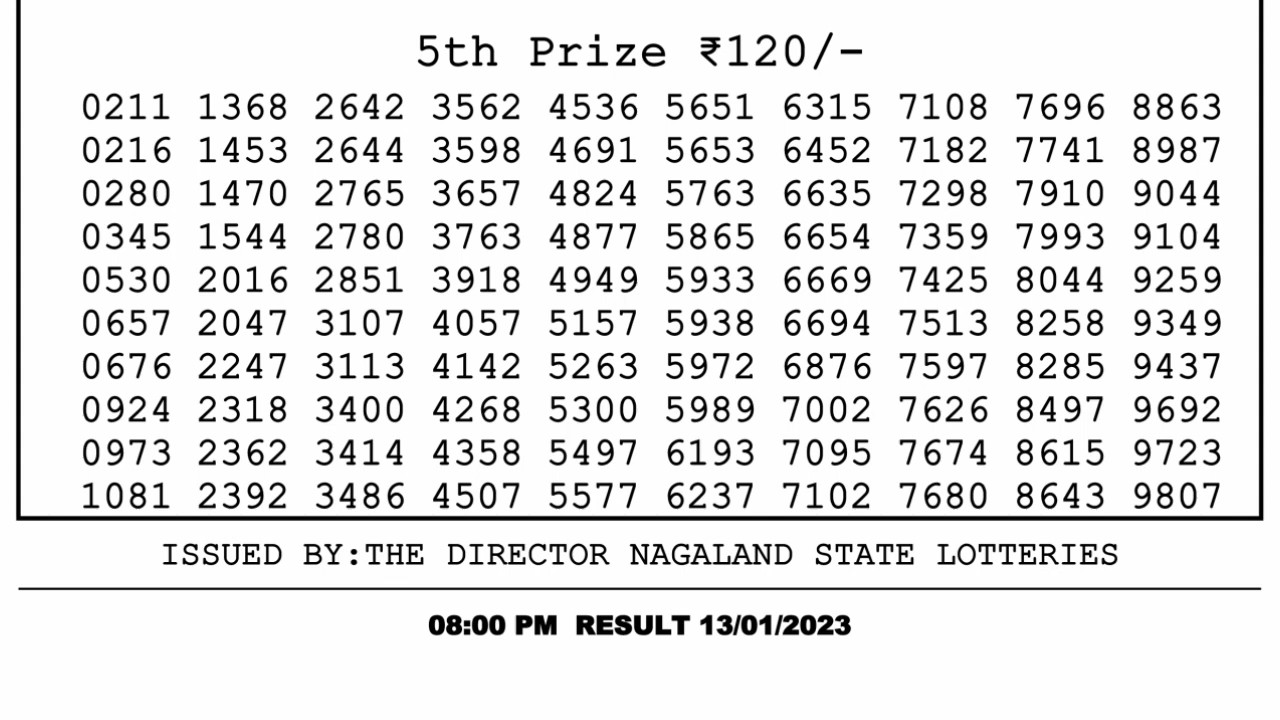 5th Prize ₹120/-
0211 1368 2642 3562 4536 5651 6315 7108 7696 8863
0216 1453 2644 3598 4691 5653 6452 7182 7741 8987
0280 1470 2765 3657 4824 5763 6635 7298 7910 9044
0345 1544 2780 3763 4877 5865 6654 7359 7993 9104
0530 2016 2851 3918 4949 5933 6669 7425 8044 9259
0657 2047 3107 4057 5157 5938 6694 7513 8258 9349
0676 2247 3113 4142 5263 5972 6876 7597 8285 9437
0924 2318 3400 4268 5300 5989 7002 7626 8497 9692
0973 2362 3414 4358 5497 6193 7095 7674 8615 9723
1081 2392 3486 4507 5577 6237 7102 7680 8643 9807
ISSUED BY:THE DIRECTOR NAGALAND STATE LOTTERIES
08:00 PM RESULT 13/01/2023